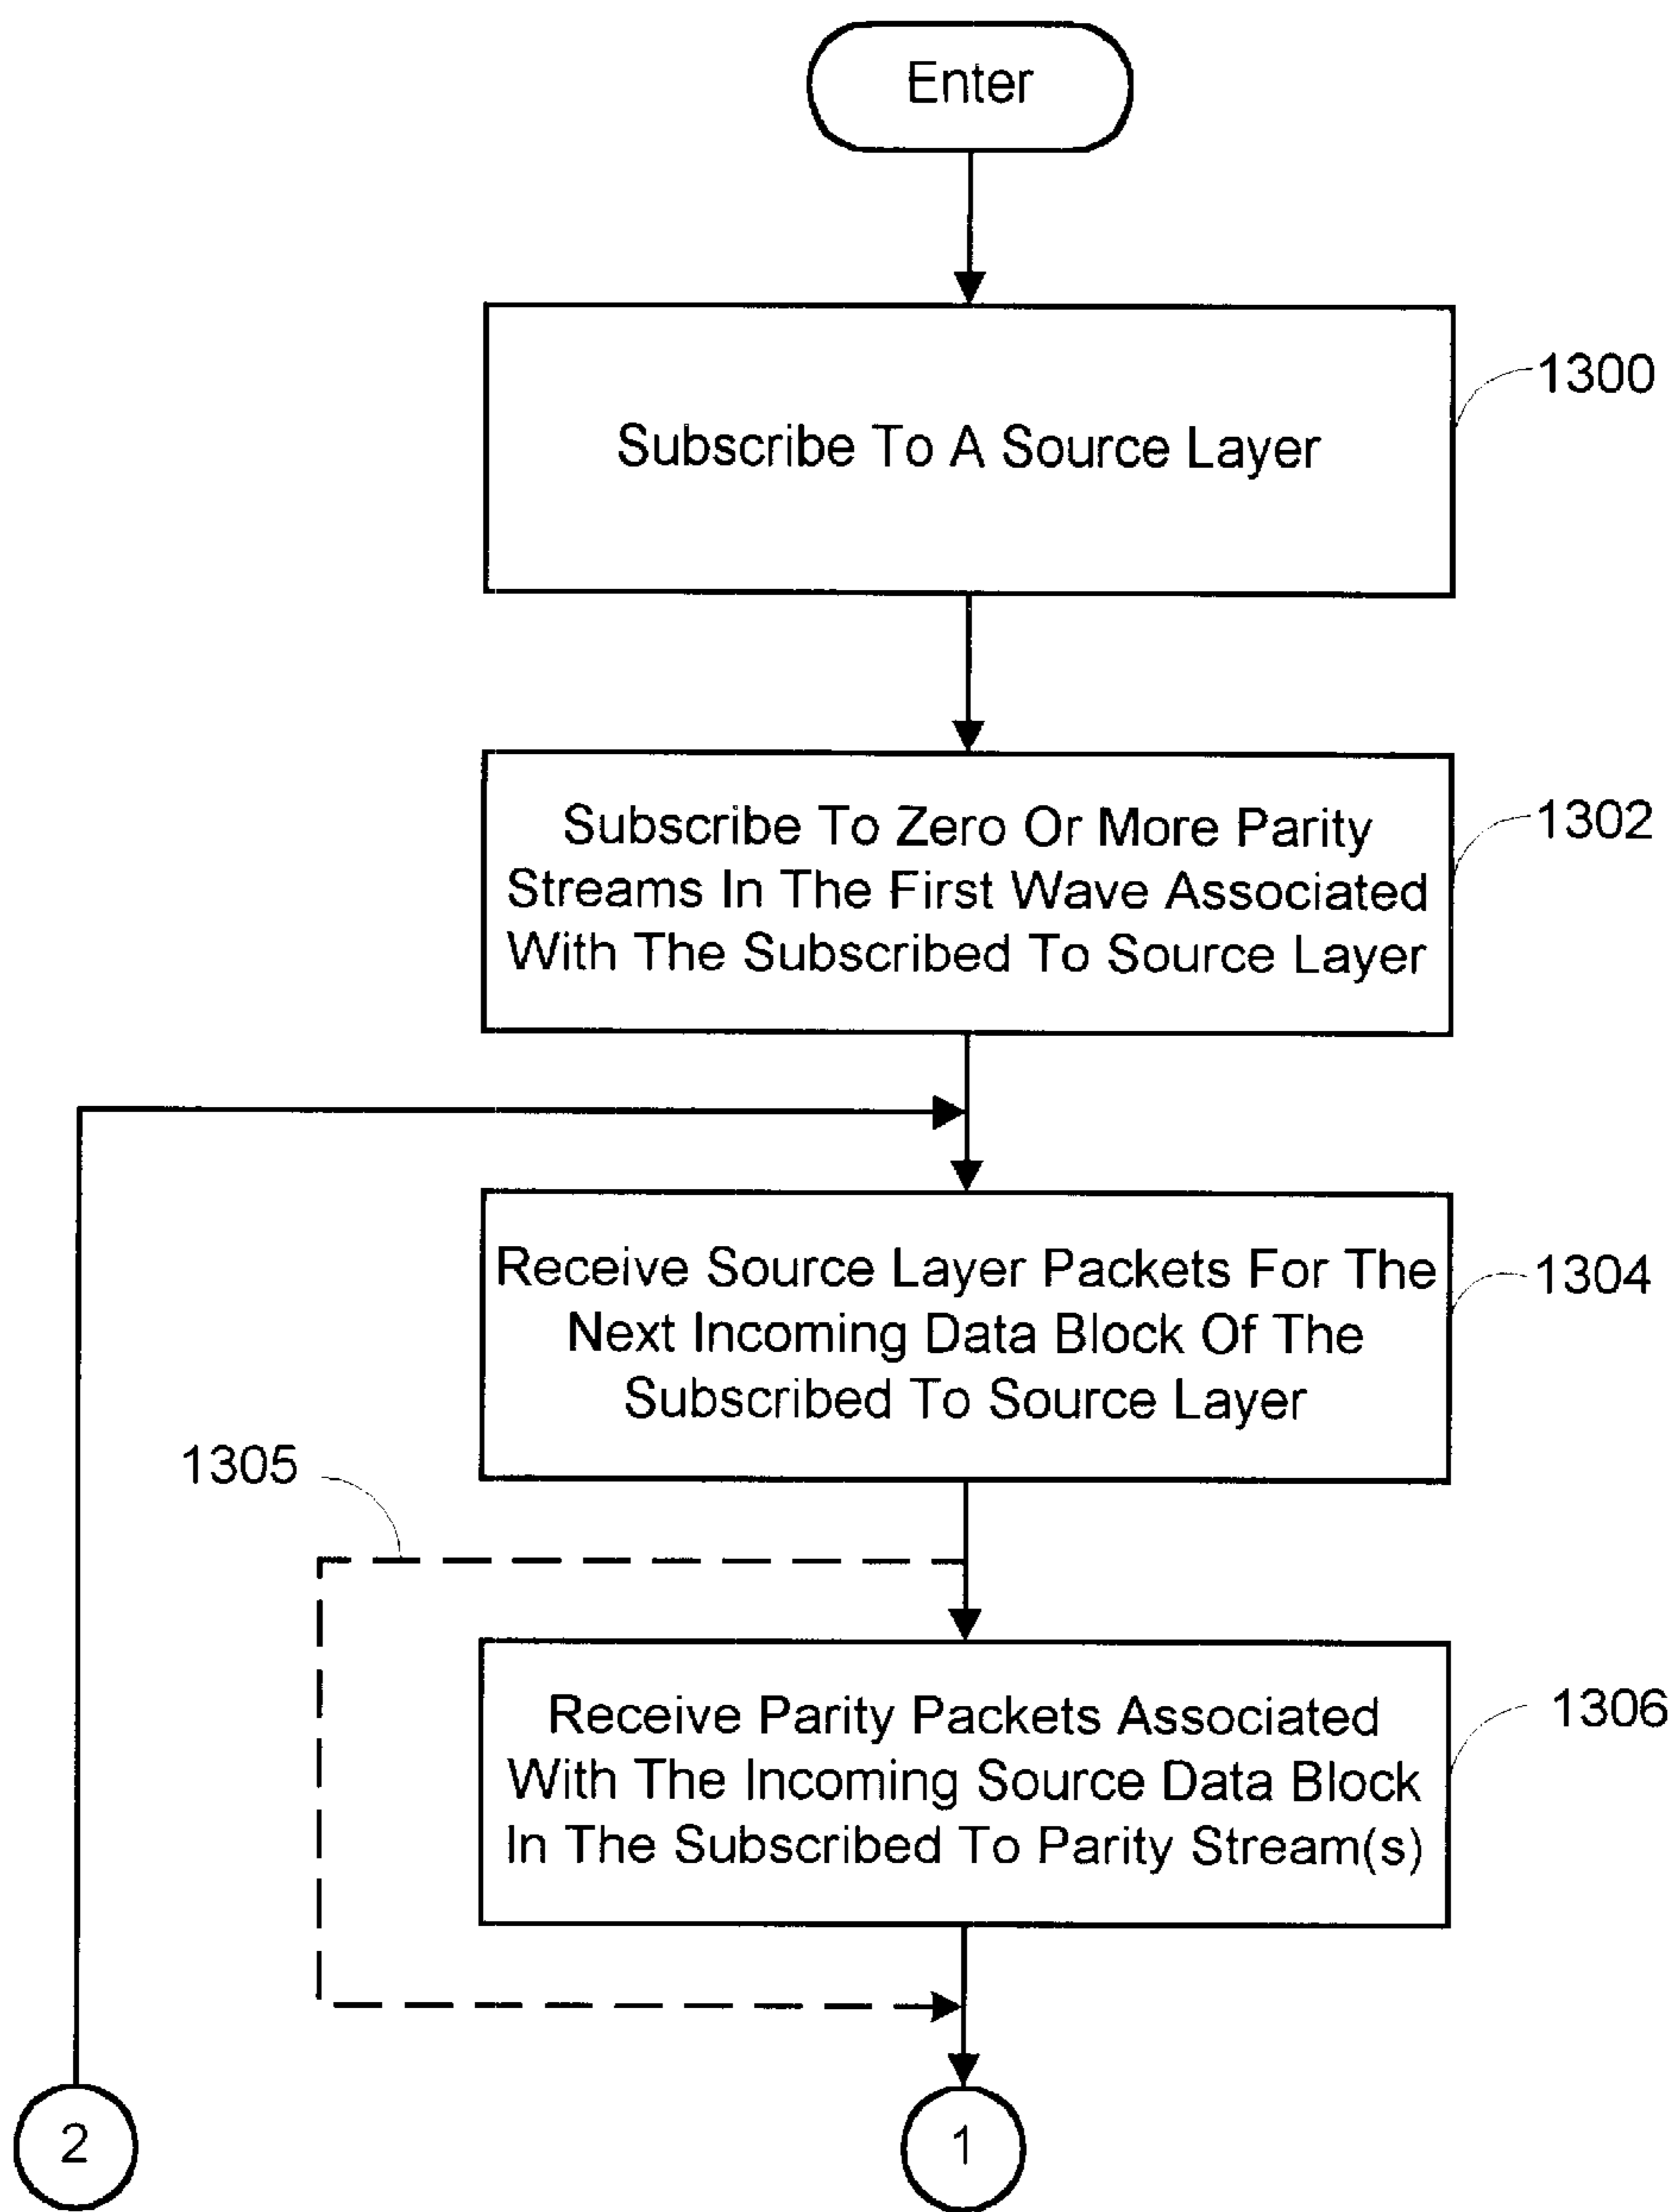 Enter
Subscribe To A Source Layer
1300
Subscribe To Zero Or More Parity
Streams In The First Wave Associated
With The Subscribed To Source Layer
1302
Receive Source Layer Packets For The
Next Incoming Data Block Of The
Subscribed To Source Layer
1304
1305
Receive Parity Packets Associated
With The Incoming Source Data Block
In The Subscribed To Parity Stream(s)
1306
2
1